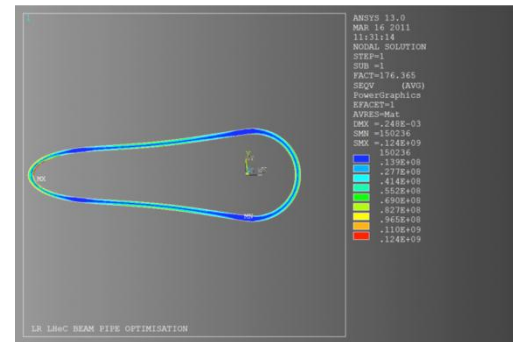 1
ANSYS 13.0
MAR 16 2011
11:31:14
NODAL SOLUTION
STEP=1
SUB =1
FACT=176.365
SEQV (AVG)
PowerGraphics
EFACET=1
AVRES=Mat
DMX =.248E-03
SMN =150236
SMX =.124E+09
150236
.139E+08
.277E+08
.414E+08
.552E+08
.690E+08
.827E+08
.965E+08
.110E+09
.124E+09
Y
MX
MN
LR LHeC BEAM PIPE OPTIMISATION